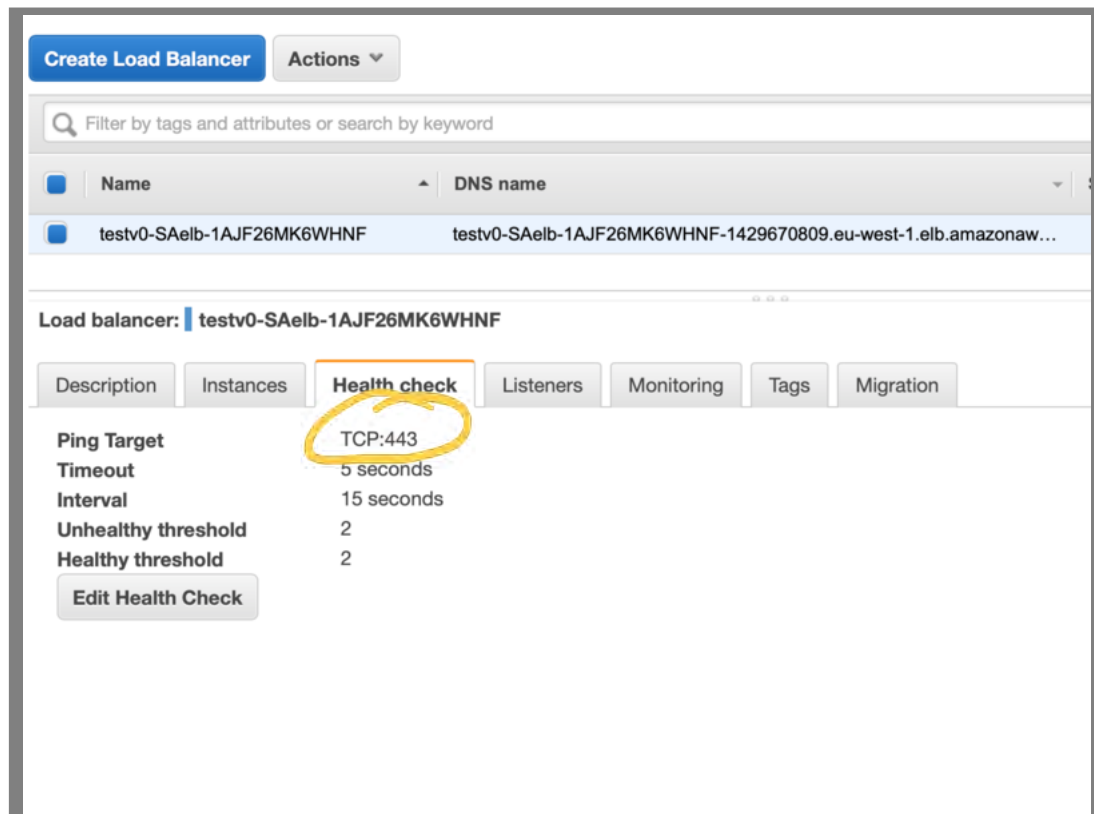 Create Load Balancer Actions
Filter by tags and attributes or search by keyword
Name DNS name
testv0-SAelb-1AJF26MK6WHNF testv0-SAelb-1AJF26MK6WHNF-1429670809.eu-west-1.elb.amazonaw...
Load balancer: testv0-SAelb-1AJF26MK6WHNF
Description Instances Health check Listeners Monitoring Tags Migration
Ping Target TCP:443
Timeout 5 seconds
Interval 15 seconds
Unhealthy threshold 2
Healthy threshold 2
Edit Health Check